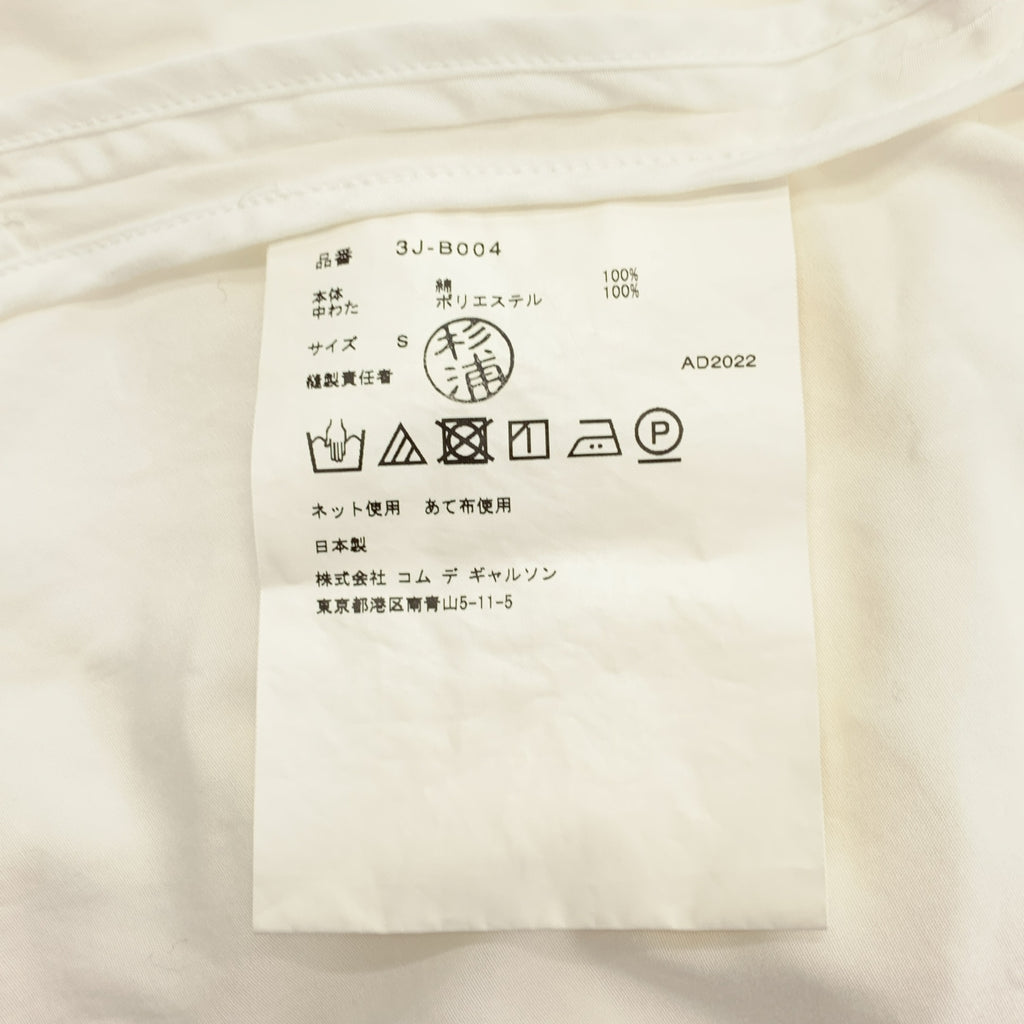 品番 3J-B004
本体 綿 100%
中わた ポリエステル 100%
サイズ S
杉浦
AD2022
縫製責任者
P
ネット使用 あて布使用
日本製
株式会社 コム デ ギャルソン
東京都港区南青山5-11-5